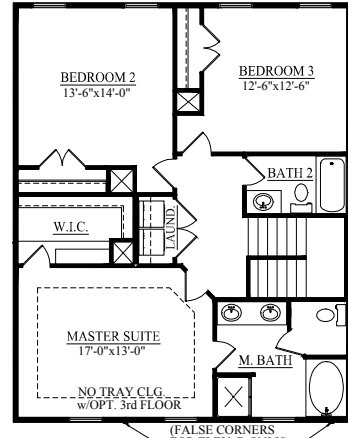 BEDROOM 2
13'-6"x14'-0"
BEDROOM 3
12'-6"x12'-6"
BATH 2
W.I.C.
LAUND.
MASTER SUITE
17'-0"x13'-0"
M. BATH
NO TRAY CLG.
w/OPT. 3rd FLOOR
(FALSE CORNERS